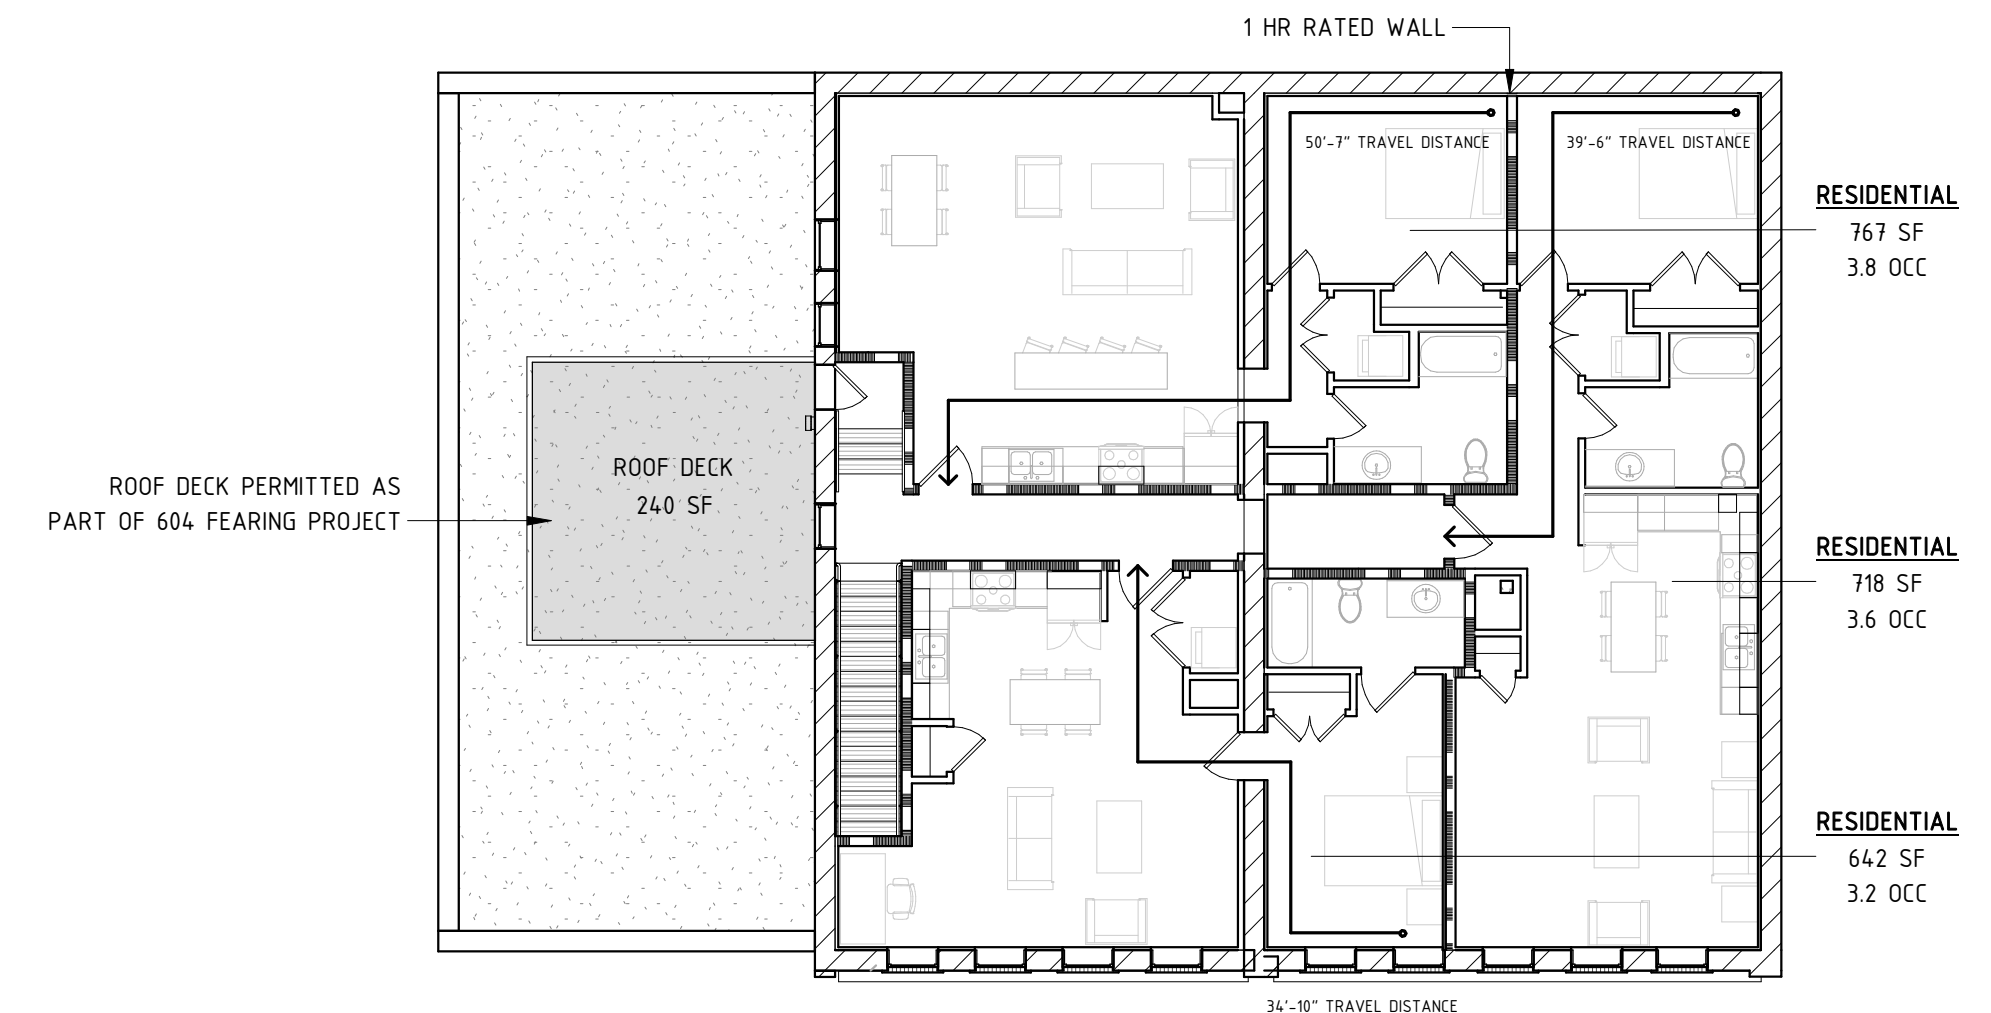 1 HR RATED WALL
50'-7" TRAVEL DISTANCE
39'-6" TRAVEL DISTANCE
RESIDENTIAL
767 SF
3.8 OCC
ROOF DECK
240 SF
ROOF DECK PERMITTED AS
PART OF 604 FEARING PROJECT
RESIDENTIAL
718 SF
3.6 OCC
RESIDENTIAL
642 SF
3.2 OCC
34'-10" TRAVEL DISTANCE